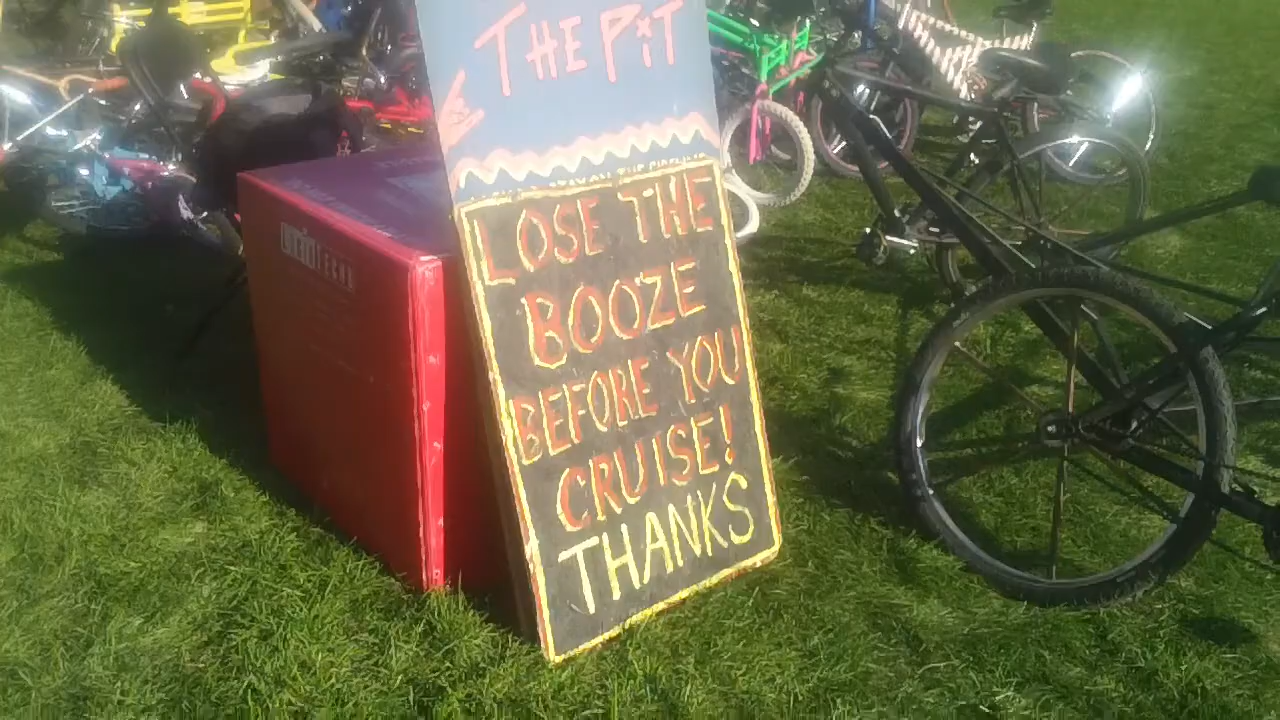 THE PIT
LOSE THE
BOOZE
BEFORE YOU
CRUISE!
THANKS